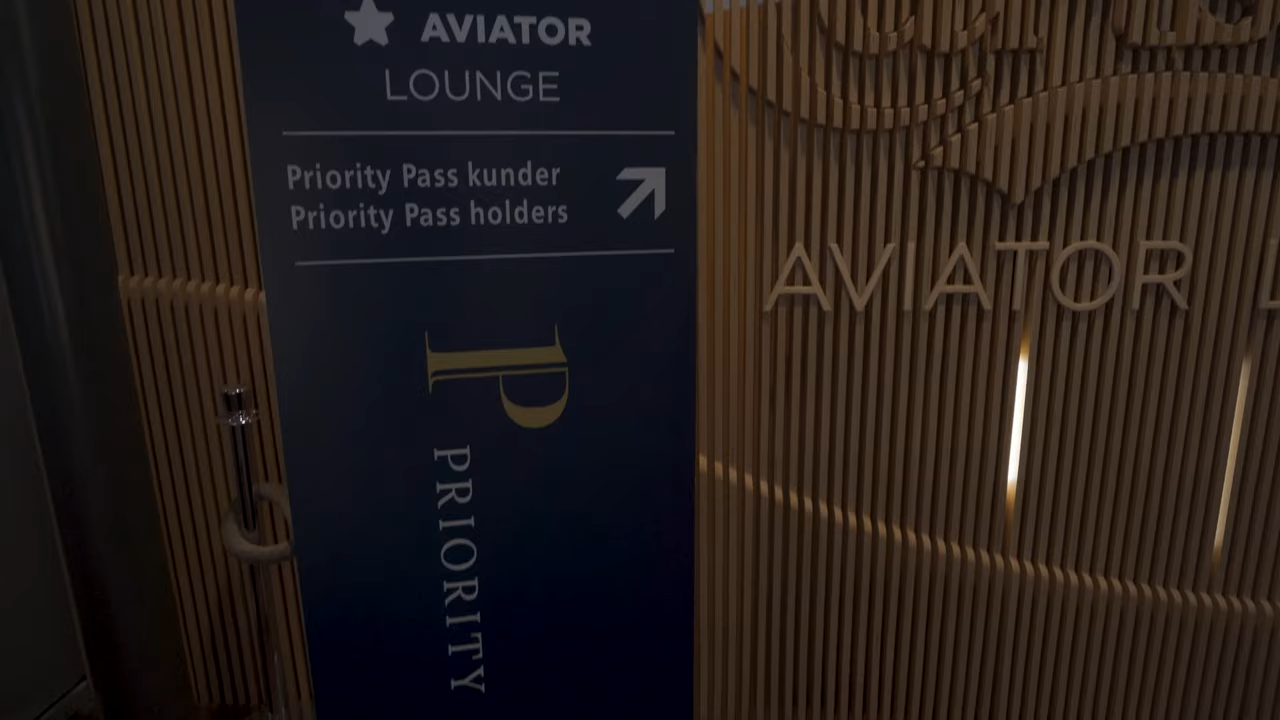 AVIATOR
LOUNGE
Priority Pass kunder
Priority Pass holders
P
PRIORITY
AVIATOR